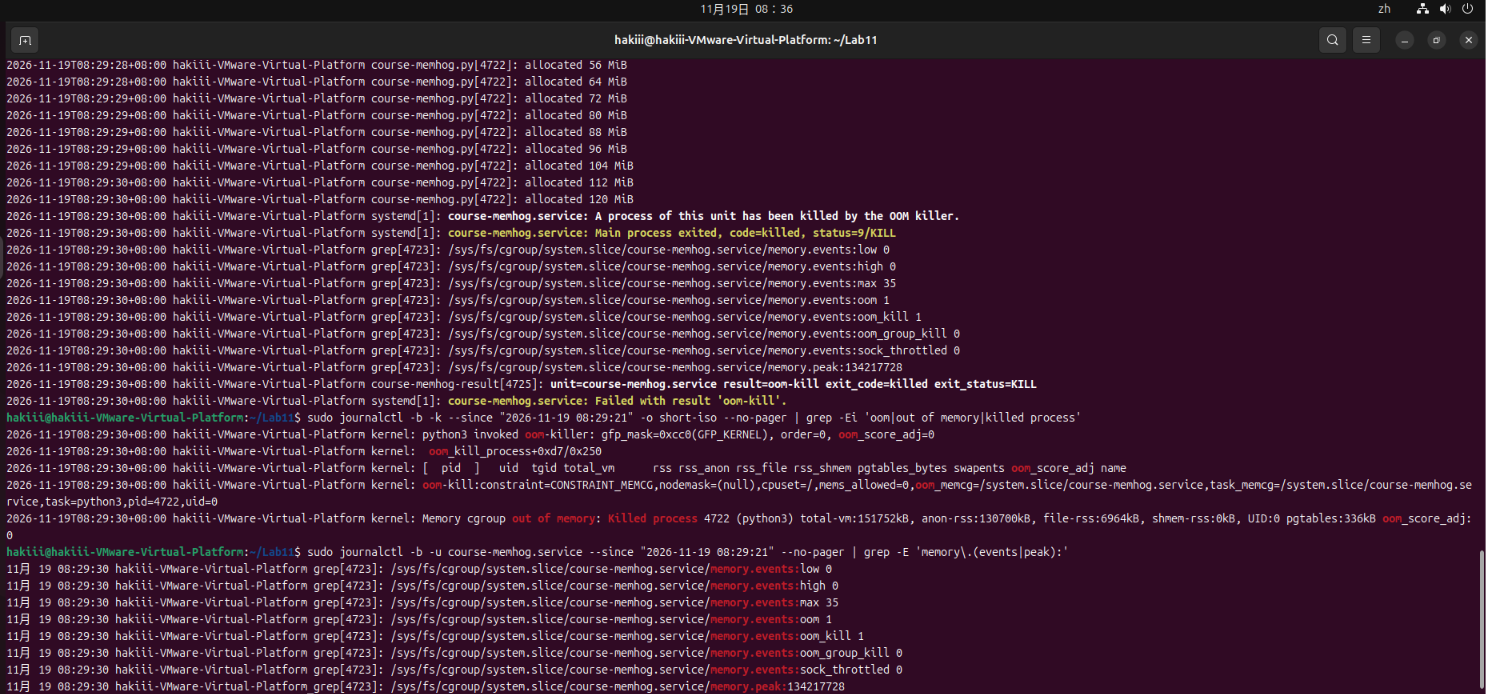 11月19日 08：36
zh
hakiii@hakiii-VMware-Virtual-Platform: ~/Lab11
2026-11-19T08:29:28+08:00 hakiii-VMware-Virtual-Platform course-memhog.py[4722]: allocated 56 MiB
2026-11-19T08:29:28+08:00 hakiii-VMware-Virtual-Platform course-memhog.py[4722]: allocated 64 MiB
2026-11-19T08:29:29+08:00 hakiii-VMware-Virtual-Platform course-memhog.py[4722]: allocated 72 MiB
2026-11-19T08:29:29+08:00 hakiii-VMware-Virtual-Platform course-memhog.py[4722]: allocated 80 MiB
2026-11-19T08:29:29+08:00 hakiii-VMware-Virtual-Platform course-memhog.py[4722]: allocated 88 MiB
2026-11-19T08:29:29+08:00 hakiii-VMware-Virtual-Platform course-memhog.py[4722]: allocated 96 MiB
2026-11-19T08:29:29+08:00 hakiii-VMware-Virtual-Platform course-memhog.py[4722]: allocated 104 MiB
2026-11-19T08:29:30+08:00 hakiii-VMware-Virtual-Platform course-memhog.py[4722]: allocated 112 MiB
2026-11-19T08:29:30+08:00 hakiii-VMware-Virtual-Platform course-memhog.py[4722]: allocated 120 MiB
2026-11-19T08:29:30+08:00 hakiii-VMware-Virtual-Platform systemd[1]: course-memhog.service: A process of this unit has been killed by the OOM killer.
2026-11-19T08:29:30+08:00 hakiii-VMware-Virtual-Platform systemd[1]: course-memhog.service: Main process exited, code=killed, status=9/KILL
2026-11-19T08:29:30+08:00 hakiii-VMware-Virtual-Platform grep[4723]: /sys/fs/cgroup/system.slice/course-memhog.service/memory.events:low 0
2026-11-19T08:29:30+08:00 hakiii-VMware-Virtual-Platform grep[4723]: /sys/fs/cgroup/system.slice/course-memhog.service/memory.events:high 0
2026-11-19T08:29:30+08:00 hakiii-VMware-Virtual-Platform grep[4723]: /sys/fs/cgroup/system.slice/course-memhog.service/memory.events:max 35
2026-11-19T08:29:30+08:00 hakiii-VMware-Virtual-Platform grep[4723]: /sys/fs/cgroup/system.slice/course-memhog.service/memory.events:oom 1
2026-11-19T08:29:30+08:00 hakiii-VMware-Virtual-Platform grep[4723]: /sys/fs/cgroup/system.slice/course-memhog.service/memory.events:oom_kill 1
2026-11-19T08:29:30+08:00 hakiii-VMware-Virtual-Platform grep[4723]: /sys/fs/cgroup/system.slice/course-memhog.service/memory.events:oom_group_kill 0
2026-11-19T08:29:30+08:00 hakiii-VMware-Virtual-Platform grep[4723]: /sys/fs/cgroup/system.slice/course-memhog.service/memory.events:sock_throttled 0
2026-11-19T08:29:30+08:00 hakiii-VMware-Virtual-Platform grep[4723]: /sys/fs/cgroup/system.slice/course-memhog.service/memory.peak:134217728
2026-11-19T08:29:30+08:00 hakiii-VMware-Virtual-Platform course-memhog-result[4725]: unit=course-memhog.service result=oom-kill exit_code=killed exit_status=KILL
2026-11-19T08:29:30+08:00 hakiii-VMware-Virtual-Platform systemd[1]: course-memhog.service: Failed with result 'oom-kill'.
hakiii@hakiii-VMware-Virtual-Platform:~/Lab11$ sudo journalctl -b -k --since "2026-11-19 08:29:21" -o short-iso --no-pager | grep -Ei 'oom|out of memory|killed process'
2026-11-19T08:29:30+08:00 hakiii-VMware-Virtual-Platform kernel: python3 invoked oom-killer: gfp_mask=0xcc0(GFP_KERNEL), order=0, oom_score_adj=0
2026-11-19T08:29:30+08:00 hakiii-VMware-Virtual-Platform kernel:  oom_kill_process+0xd7/0x250
2026-11-19T08:29:30+08:00 hakiii-VMware-Virtual-Platform kernel: [  pid  ]   uid  tgid total_vm      rss rss_anon rss_file rss_shmem pgtables_bytes swapents oom_score_adj name
2026-11-19T08:29:30+08:00 hakiii-VMware-Virtual-Platform kernel: oom-kill:constraint=CONSTRAINT_MEMCG,nodemask=(null),cpuset=/,mems_allowed=0,oom_memcg=/system.slice/course-memhog.service,task_memcg=/system.slice/course-memhog.se
rvice,task=python3,pid=4722,uid=0
2026-11-19T08:29:30+08:00 hakiii-VMware-Virtual-Platform kernel: Memory cgroup out of memory: Killed process 4722 (python3) total-vm:151752kB, anon-rss:130700kB, file-rss:6964kB, shmem-rss:0kB, UID:0 pgtables:336kB oom_score_adj:
0
hakiii@hakiii-VMware-Virtual-Platform:~/Lab11$ sudo journalctl -b -u course-memhog.service --since "2026-11-19 08:29:21" --no-pager | grep -E 'memory\.(events|peak):'
11月 19 08:29:30 hakiii-VMware-Virtual-Platform grep[4723]: /sys/fs/cgroup/system.slice/course-memhog.service/memory.events:low 0
11月 19 08:29:30 hakiii-VMware-Virtual-Platform grep[4723]: /sys/fs/cgroup/system.slice/course-memhog.service/memory.events:high 0
11月 19 08:29:30 hakiii-VMware-Virtual-Platform grep[4723]: /sys/fs/cgroup/system.slice/course-memhog.service/memory.events:max 35
11月 19 08:29:30 hakiii-VMware-Virtual-Platform grep[4723]: /sys/fs/cgroup/system.slice/course-memhog.service/memory.events:oom 1
11月 19 08:29:30 hakiii-VMware-Virtual-Platform grep[4723]: /sys/fs/cgroup/system.slice/course-memhog.service/memory.events:oom_kill 1
11月 19 08:29:30 hakiii-VMware-Virtual-Platform grep[4723]: /sys/fs/cgroup/system.slice/course-memhog.service/memory.events:oom_group_kill 0
11月 19 08:29:30 hakiii-VMware-Virtual-Platform grep[4723]: /sys/fs/cgroup/system.slice/course-memhog.service/memory.events:sock_throttled 0
11月 19 08:29:30 hakiii-VMware-Virtual-Platform grep[4723]: /sys/fs/cgroup/system.slice/course-memhog.service/memory.peak:134217728